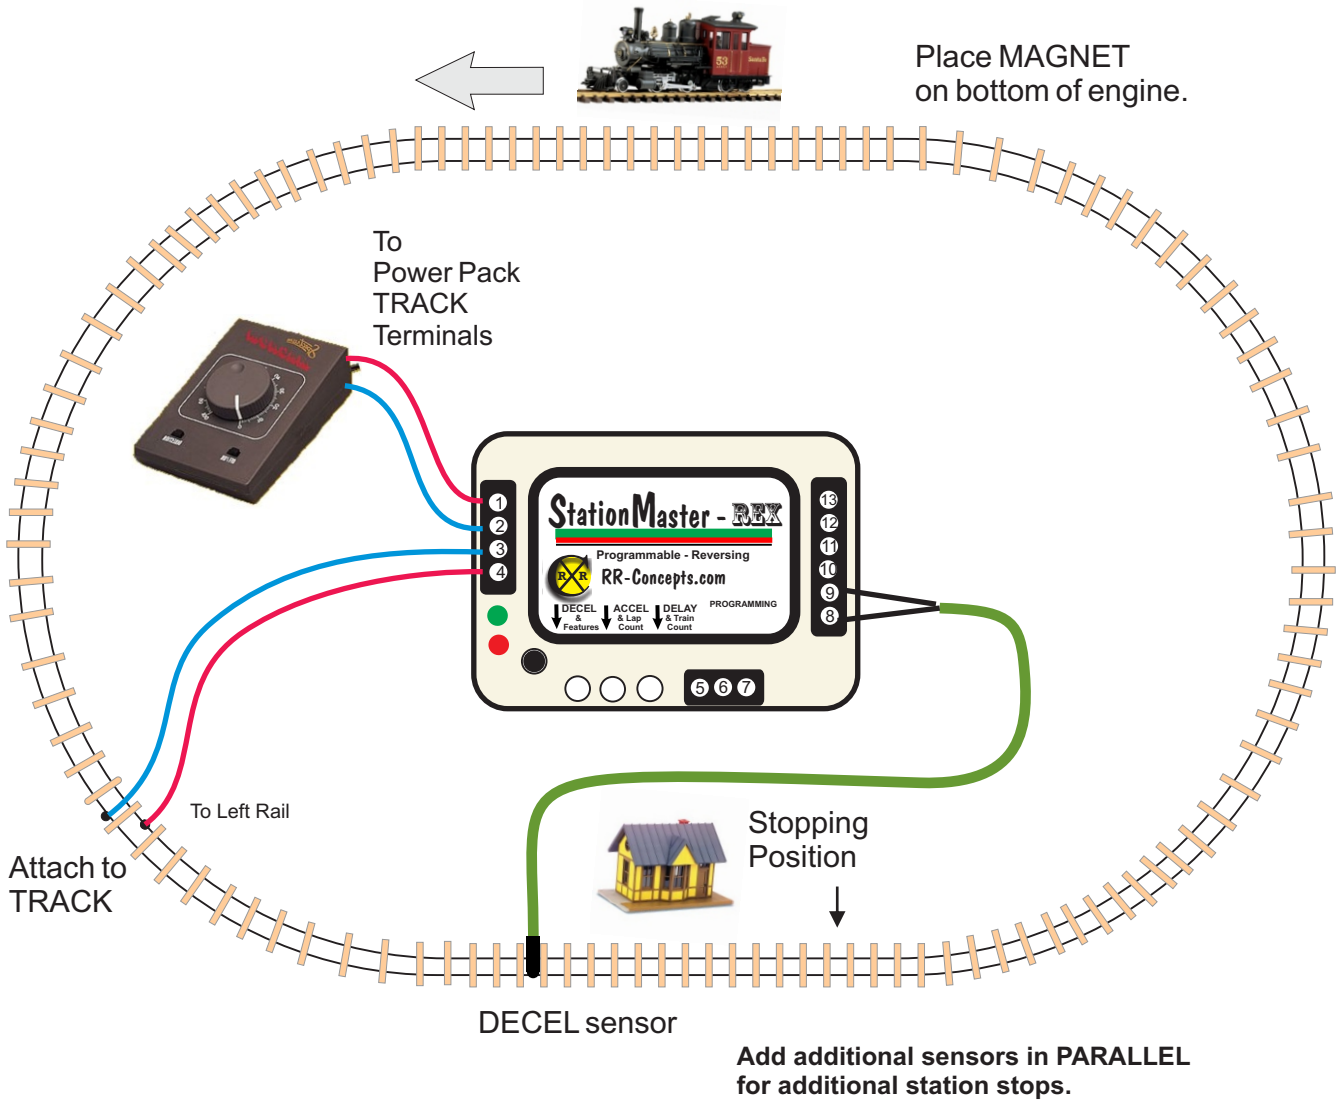 Place MAGNET
on bottom of engine.
53
To
Power Pack
TRACK
Terminals
1
2
3
4
StationMaster - REX
Programmable - Reversing
RR-Concepts.com
R R
DECEL
&
Features
ACCEL
& Lap
Count
DELAY
& Train
Count
PROGRAMMING
13
12
11
10
9
8
5 6 7
To Left Rail
Attach to
TRACK
Stopping
Position
DECEL sensor
Add additional sensors in PARALLEL
for additional station stops.